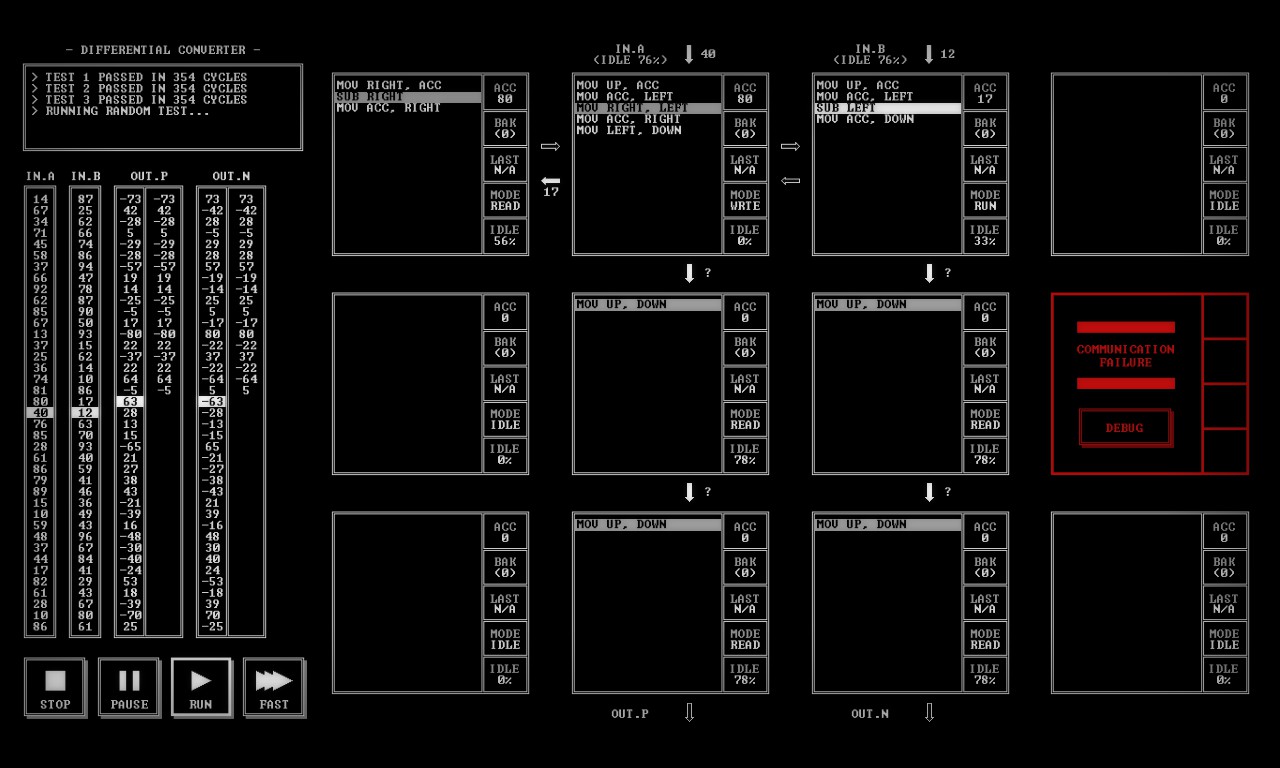 - DIFFERENTIAL CONVERTER -
> TEST 1 PASSED IN 354 CYCLES
> TEST 2 PASSED IN 354 CYCLES
> TEST 3 PASSED IN 354 CYCLES
> RUNNING RANDOM TEST...
IN.A IN.B OUT.P OUT.N
14 87 -73 -73 73 73
67 25 42 42 -42 -42
34 62 -28 -28 28 28
71 66 5 5 -5 -5
45 74 -29 -29 29 29
58 86 -28 -28 28 28
37 94 -57 -57 57 57
66 47 19 19 -19 -19
92 78 14 14 -14 -14
62 87 -25 -25 25 25
85 90 -5 -5 5 5
67 50 17 17 -17 -17
13 93 -80 -80 80 80
37 15 22 22 -22 -22
25 62 -37 -37 37 37
36 14 22 22 -22 -22
74 10 64 64 -64 -64
81 86 -5 -5 5 5
80 17 63 -63
40 12 28 -28
76 63 13 -13
85 70 15 -15
28 93 -65 65
61 40 21 -21
86 59 27 -27
79 41 38 -38
89 46 43 -43
15 36 -21 21
10 49 -39 39
59 43 16 -16
48 96 -48 48
37 67 -30 30
44 84 -40 40
17 41 -24 24
82 29 53 -53
61 43 18 -18
28 67 -39 39
10 80 -70 70
86 61 25 -25
STOP
PAUSE
RUN
FAST
IN.A
(IDLE 76%)
40
IN.B
(IDLE 76%)
12
MOV RIGHT, ACC
SUB RIGHT
MOV ACC, RIGHT
ACC
80
BAK
(0)
LAST
N/A
MODE
READ
IDLE
56%
17
MOV UP, ACC
MOV ACC, LEFT
MOV RIGHT, LEFT
MOV ACC, RIGHT
MOV LEFT, DOWN
ACC
80
BAK
(0)
LAST
N/A
MODE
WRTE
IDLE
0%
MOV UP, ACC
MOV ACC, LEFT
SUB LEFT
MOV ACC, DOWN
ACC
17
BAK
(0)
LAST
N/A
MODE
RUN
IDLE
33%
ACC
0
BAK
(0)
LAST
N/A
MODE
IDLE
IDLE
0%
?
?
ACC
0
BAK
(0)
LAST
N/A
MODE
IDLE
IDLE
0%
MOV UP, DOWN
ACC
0
BAK
(0)
LAST
N/A
MODE
READ
IDLE
78%
MOV UP, DOWN
ACC
0
BAK
(0)
LAST
N/A
MODE
READ
IDLE
78%
COMMUNICATION
FAILURE
DEBUG
?
?
ACC
0
BAK
(0)
LAST
N/A
MODE
IDLE
IDLE
0%
MOV UP, DOWN
ACC
0
BAK
(0)
LAST
N/A
MODE
READ
IDLE
78%
MOV UP, DOWN
ACC
0
BAK
(0)
LAST
N/A
MODE
READ
IDLE
78%
ACC
0
BAK
(0)
LAST
N/A
MODE
IDLE
IDLE
0%
OUT.P
OUT.N